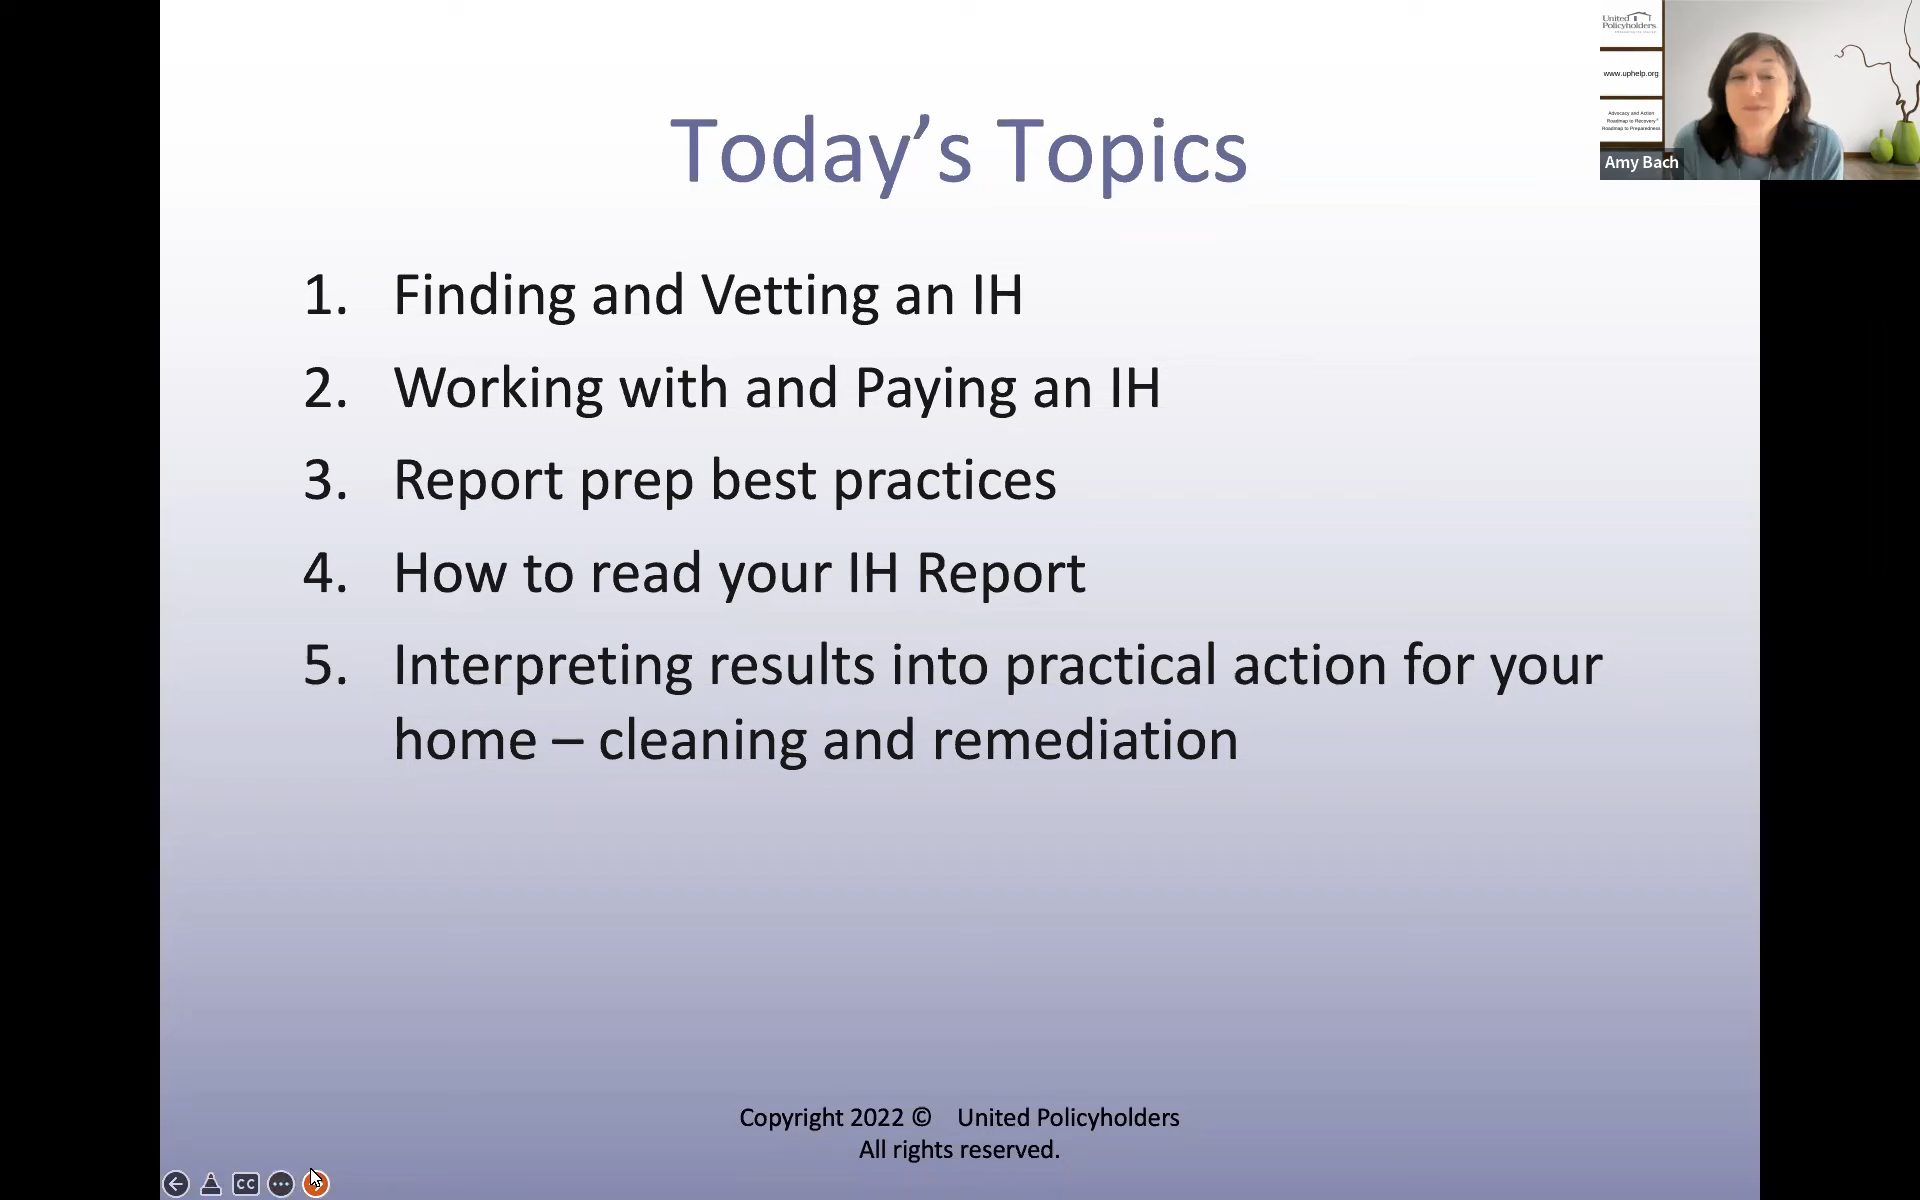 Today’s Topics
1. Finding and Vetting an IH
2. Working with and Paying an IH
3. Report prep best practices
4. How to read your IH Report
5. Interpreting results into practical action for your
home – cleaning and remediation
Copyright 2022 © United Policyholders
All rights reserved.
United
Policyholders
www.uphelp.org
Advocacy and Action
Roadmap to Recovery®
Roadmap to Preparedness
Amy Bach
CC